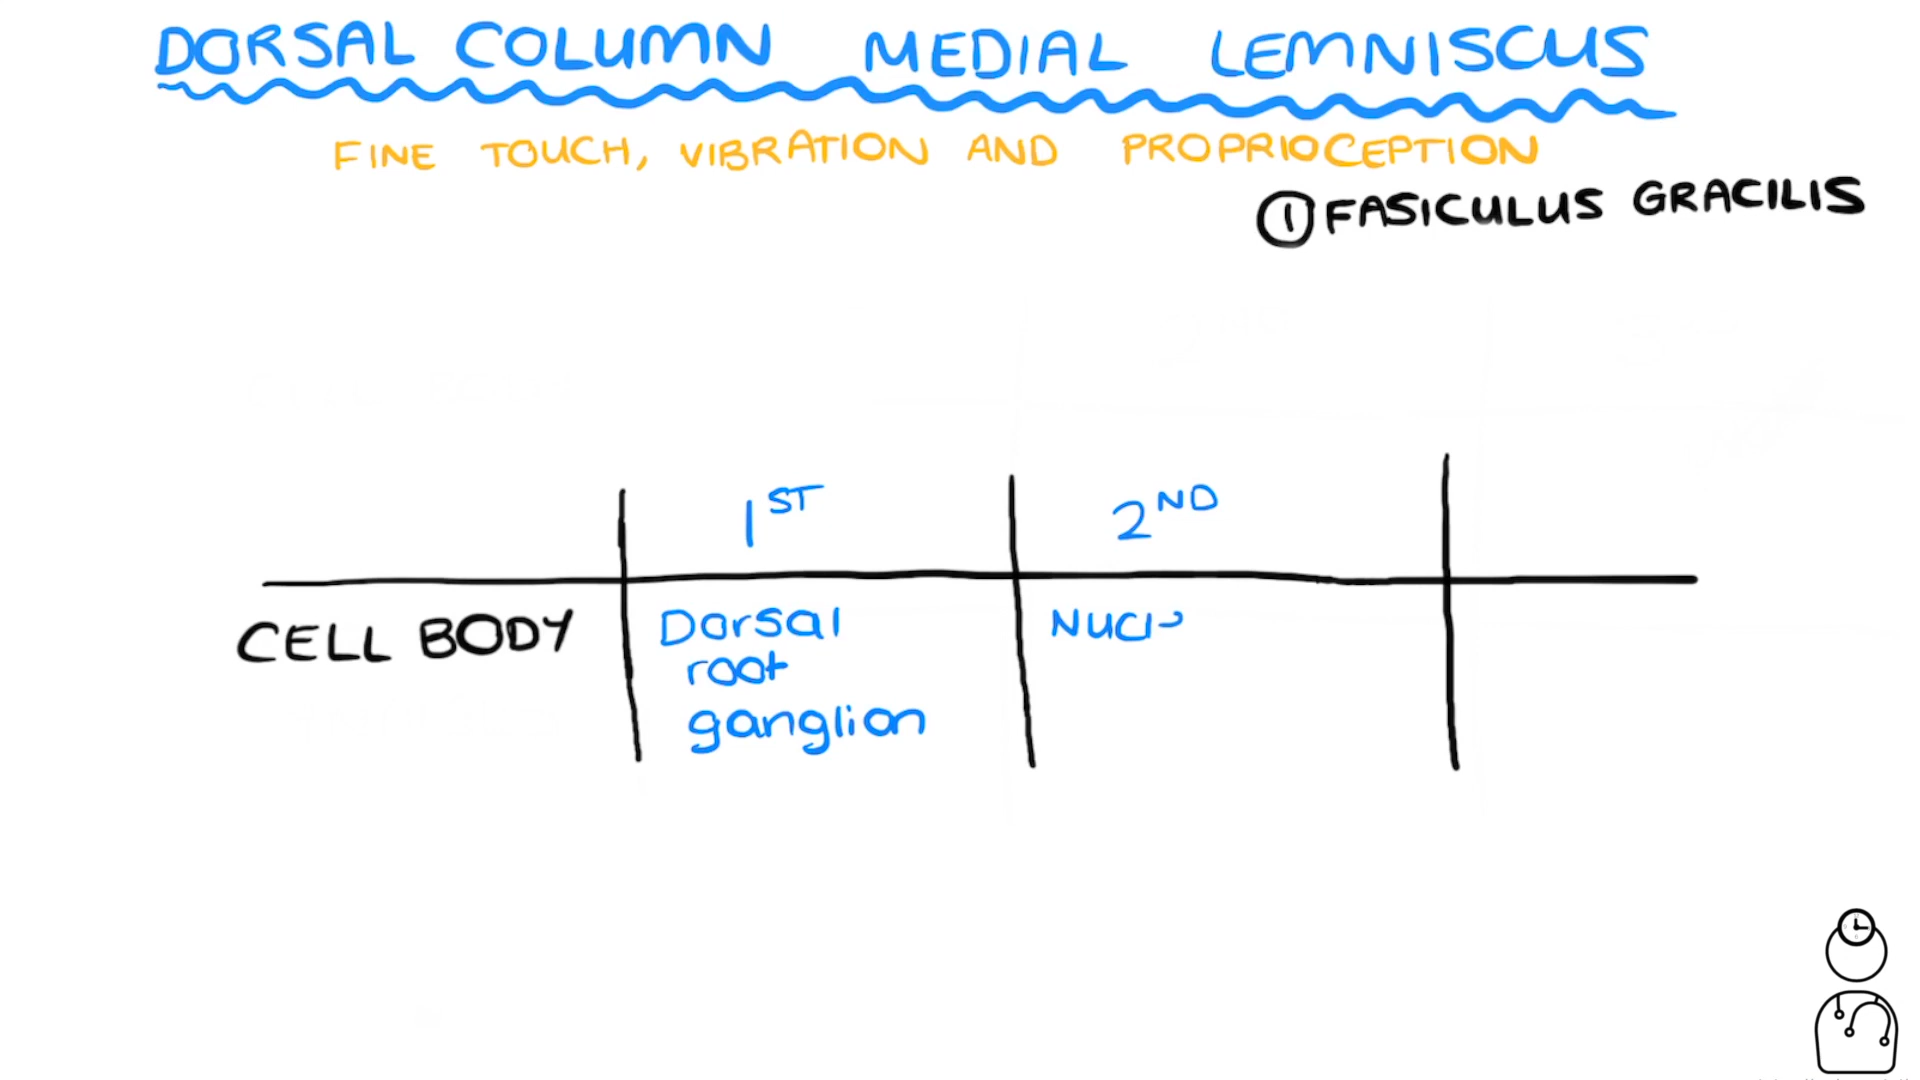 DORSAL COLUMN MEDIAL LEMNISCUS
FINE TOUCH, VIBRATION AND PROPRIOCEPTION
① FASICULUS GRACILIS
1ST 2ND
CELL BODY
Dorsal
root
ganglion